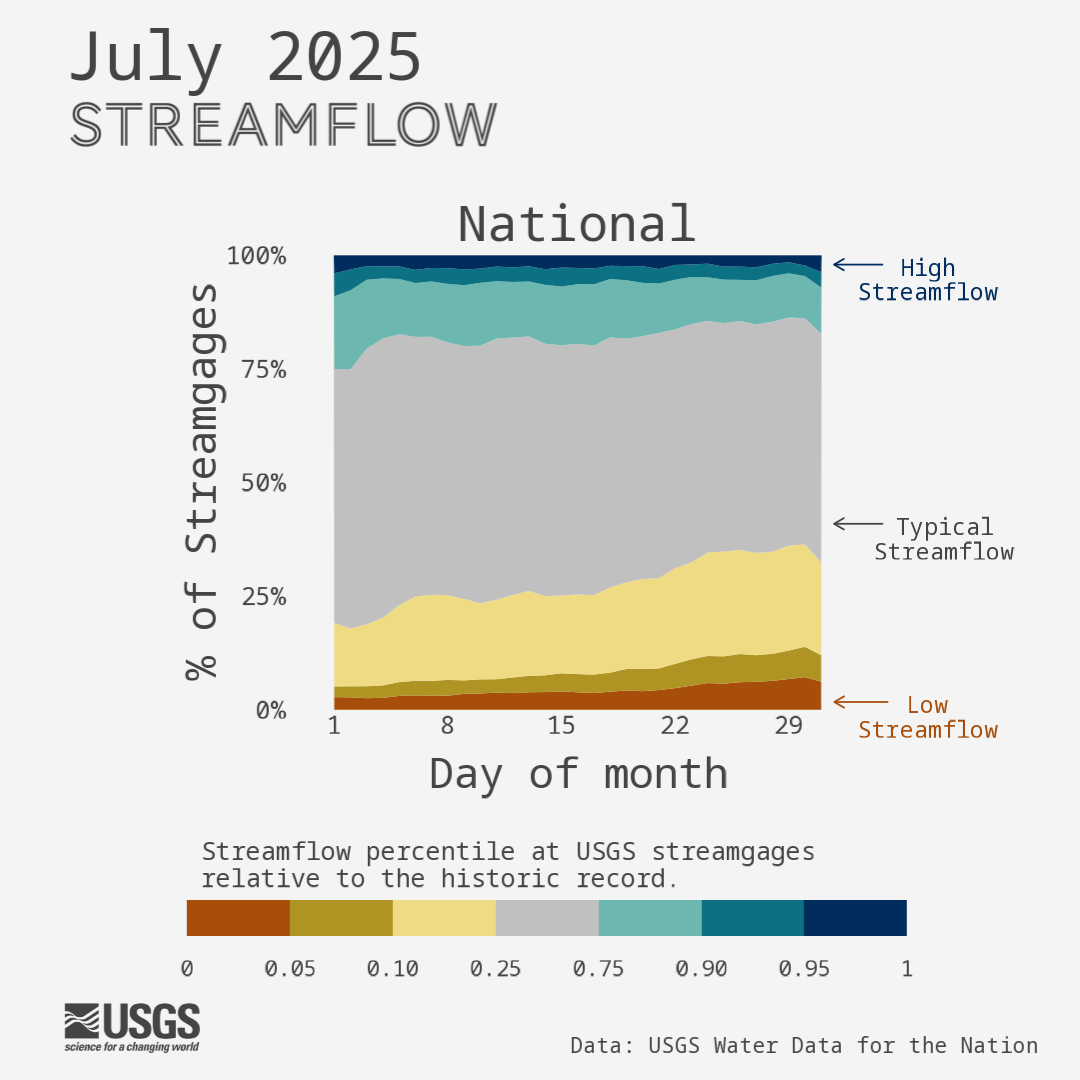 July 2025
STREAMFLOW
National
% of Streamgages
100%
75%
50%
25%
0%
1 8 15 22 29
Day of month
High
Streamflow
Typical
Streamflow
Low
Streamflow
Streamflow percentile at USGS streamgages
relative to the historic record.
0 0.05 0.10 0.25 0.75 0.90 0.95 1
USGS
science for a changing world
Data: USGS Water Data for the Nation